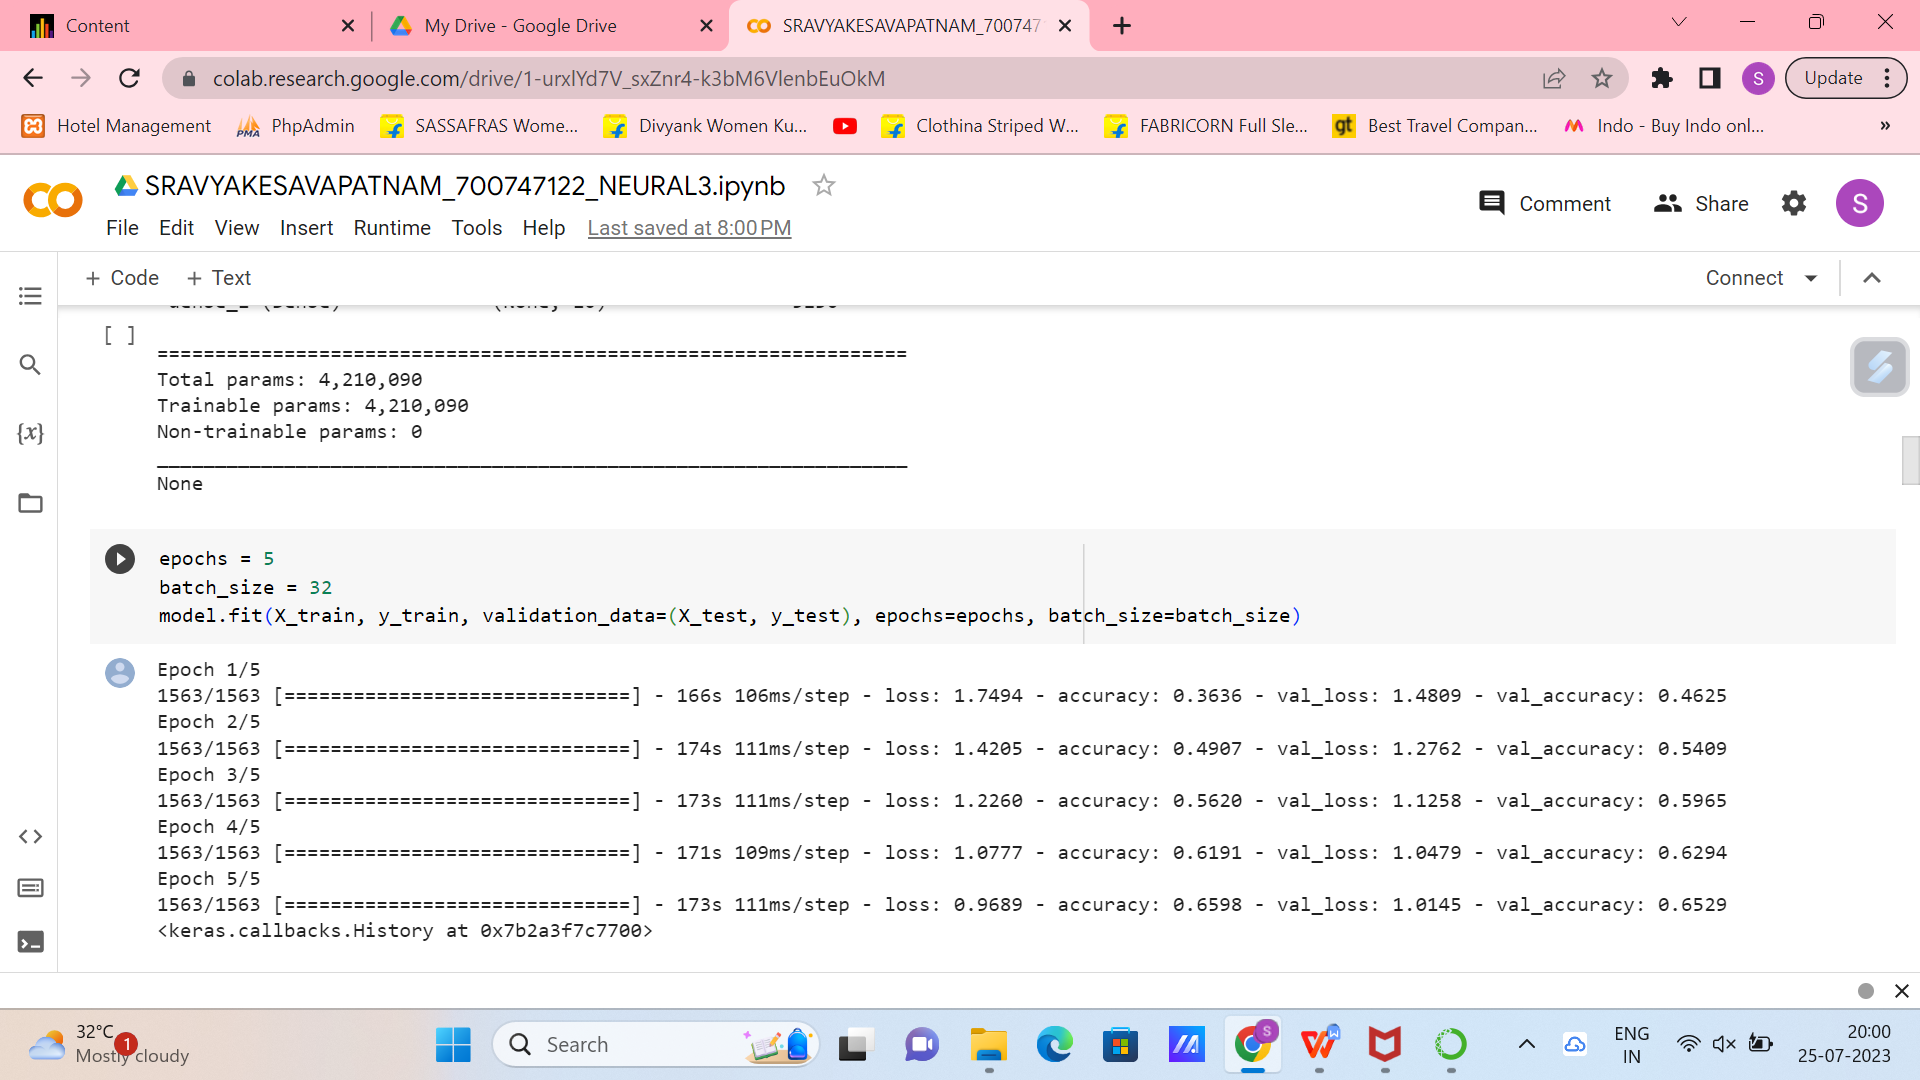 Content
My Drive - Google Drive
SRAVYAKESAVAPATNAM_700747
colab.research.google.com/drive/1-urxlYd7V_sxZnr4-k3bM6VlenbEuOkM
S
Update
Hotel Management
PMA
PhpAdmin
SASSAFRAS Wome...
Divyank Women Ku...
Clothina Striped W...
FABRICORN Full Sle...
gt
Best Travel Compan...
Indo - Buy Indo onl...
»
SRAVYAKESAVAPATNAM_700747122_NEURAL3.ipynb
Comment
Share
S
File Edit View Insert Runtime Tools Help Last saved at 8:00 PM
+ Code + Text
Connect
[ ]
=================================================================
Total params: 4,210,090
Trainable params: 4,210,090
Non-trainable params: 0
_________________________________________________________________
None
{x}
epochs = 5
batch_size = 32
model.fit(X_train, y_train, validation_data=(X_test, y_test), epochs=epochs, batch_size=batch_size)
Epoch 1/5
1563/1563 [==============================] - 166s 106ms/step - loss: 1.7494 - accuracy: 0.3636 - val_loss: 1.4809 - val_accuracy: 0.4625
Epoch 2/5
1563/1563 [==============================] - 174s 111ms/step - loss: 1.4205 - accuracy: 0.4907 - val_loss: 1.2762 - val_accuracy: 0.5409
Epoch 3/5
1563/1563 [==============================] - 173s 111ms/step - loss: 1.2260 - accuracy: 0.5620 - val_loss: 1.1258 - val_accuracy: 0.5965
Epoch 4/5
1563/1563 [==============================] - 171s 109ms/step - loss: 1.0777 - accuracy: 0.6191 - val_loss: 1.0479 - val_accuracy: 0.6294
Epoch 5/5
1563/1563 [==============================] - 173s 111ms/step - loss: 0.9689 - accuracy: 0.6598 - val_loss: 1.0145 - val_accuracy: 0.6529
<keras.callbacks.History at 0x7b2a3f7c7700>
32°C
1
Mostly cloudy
Search
S
W
ENG
IN
20:00
25-07-2023